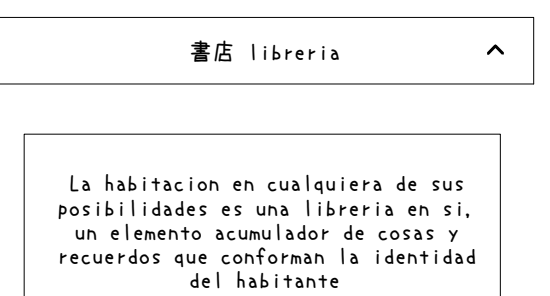 書店 libreria
La habitacion en cualquiera de sus
posibilidades es una libreria en si,
un elemento acumulador de cosas y
recuerdos que conforman la identidad
del habitante